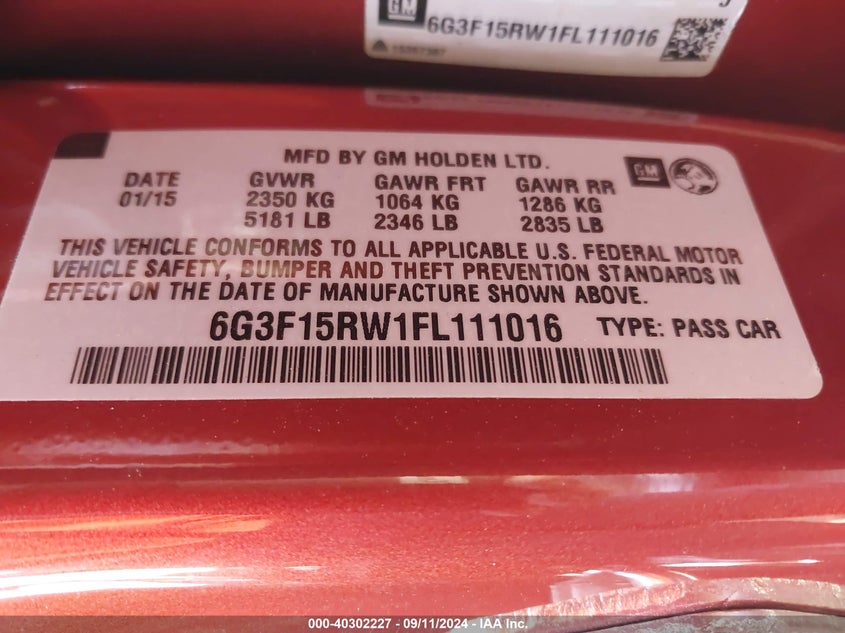 GM
6G3F15RW1FL111016
MFD BY GM HOLDEN LTD.
GM
DATE GVWR GAWR FRT GAWR RR
01/15 2350 KG 1064 KG 1286 KG
5181 LB 2346 LB 2835 LB
THIS VEHICLE CONFORMS TO ALL APPLICABLE U.S. FEDERAL MOTOR
VEHICLE SAFETY, BUMPER AND THEFT PREVENTION STANDARDS IN
EFFECT ON THE DATE OF MANUFACTURE SHOWN ABOVE.
6G3F15RW1FL111016 TYPE: PASS CAR
000-40302227 - 09/11/2024 - IAA Inc.